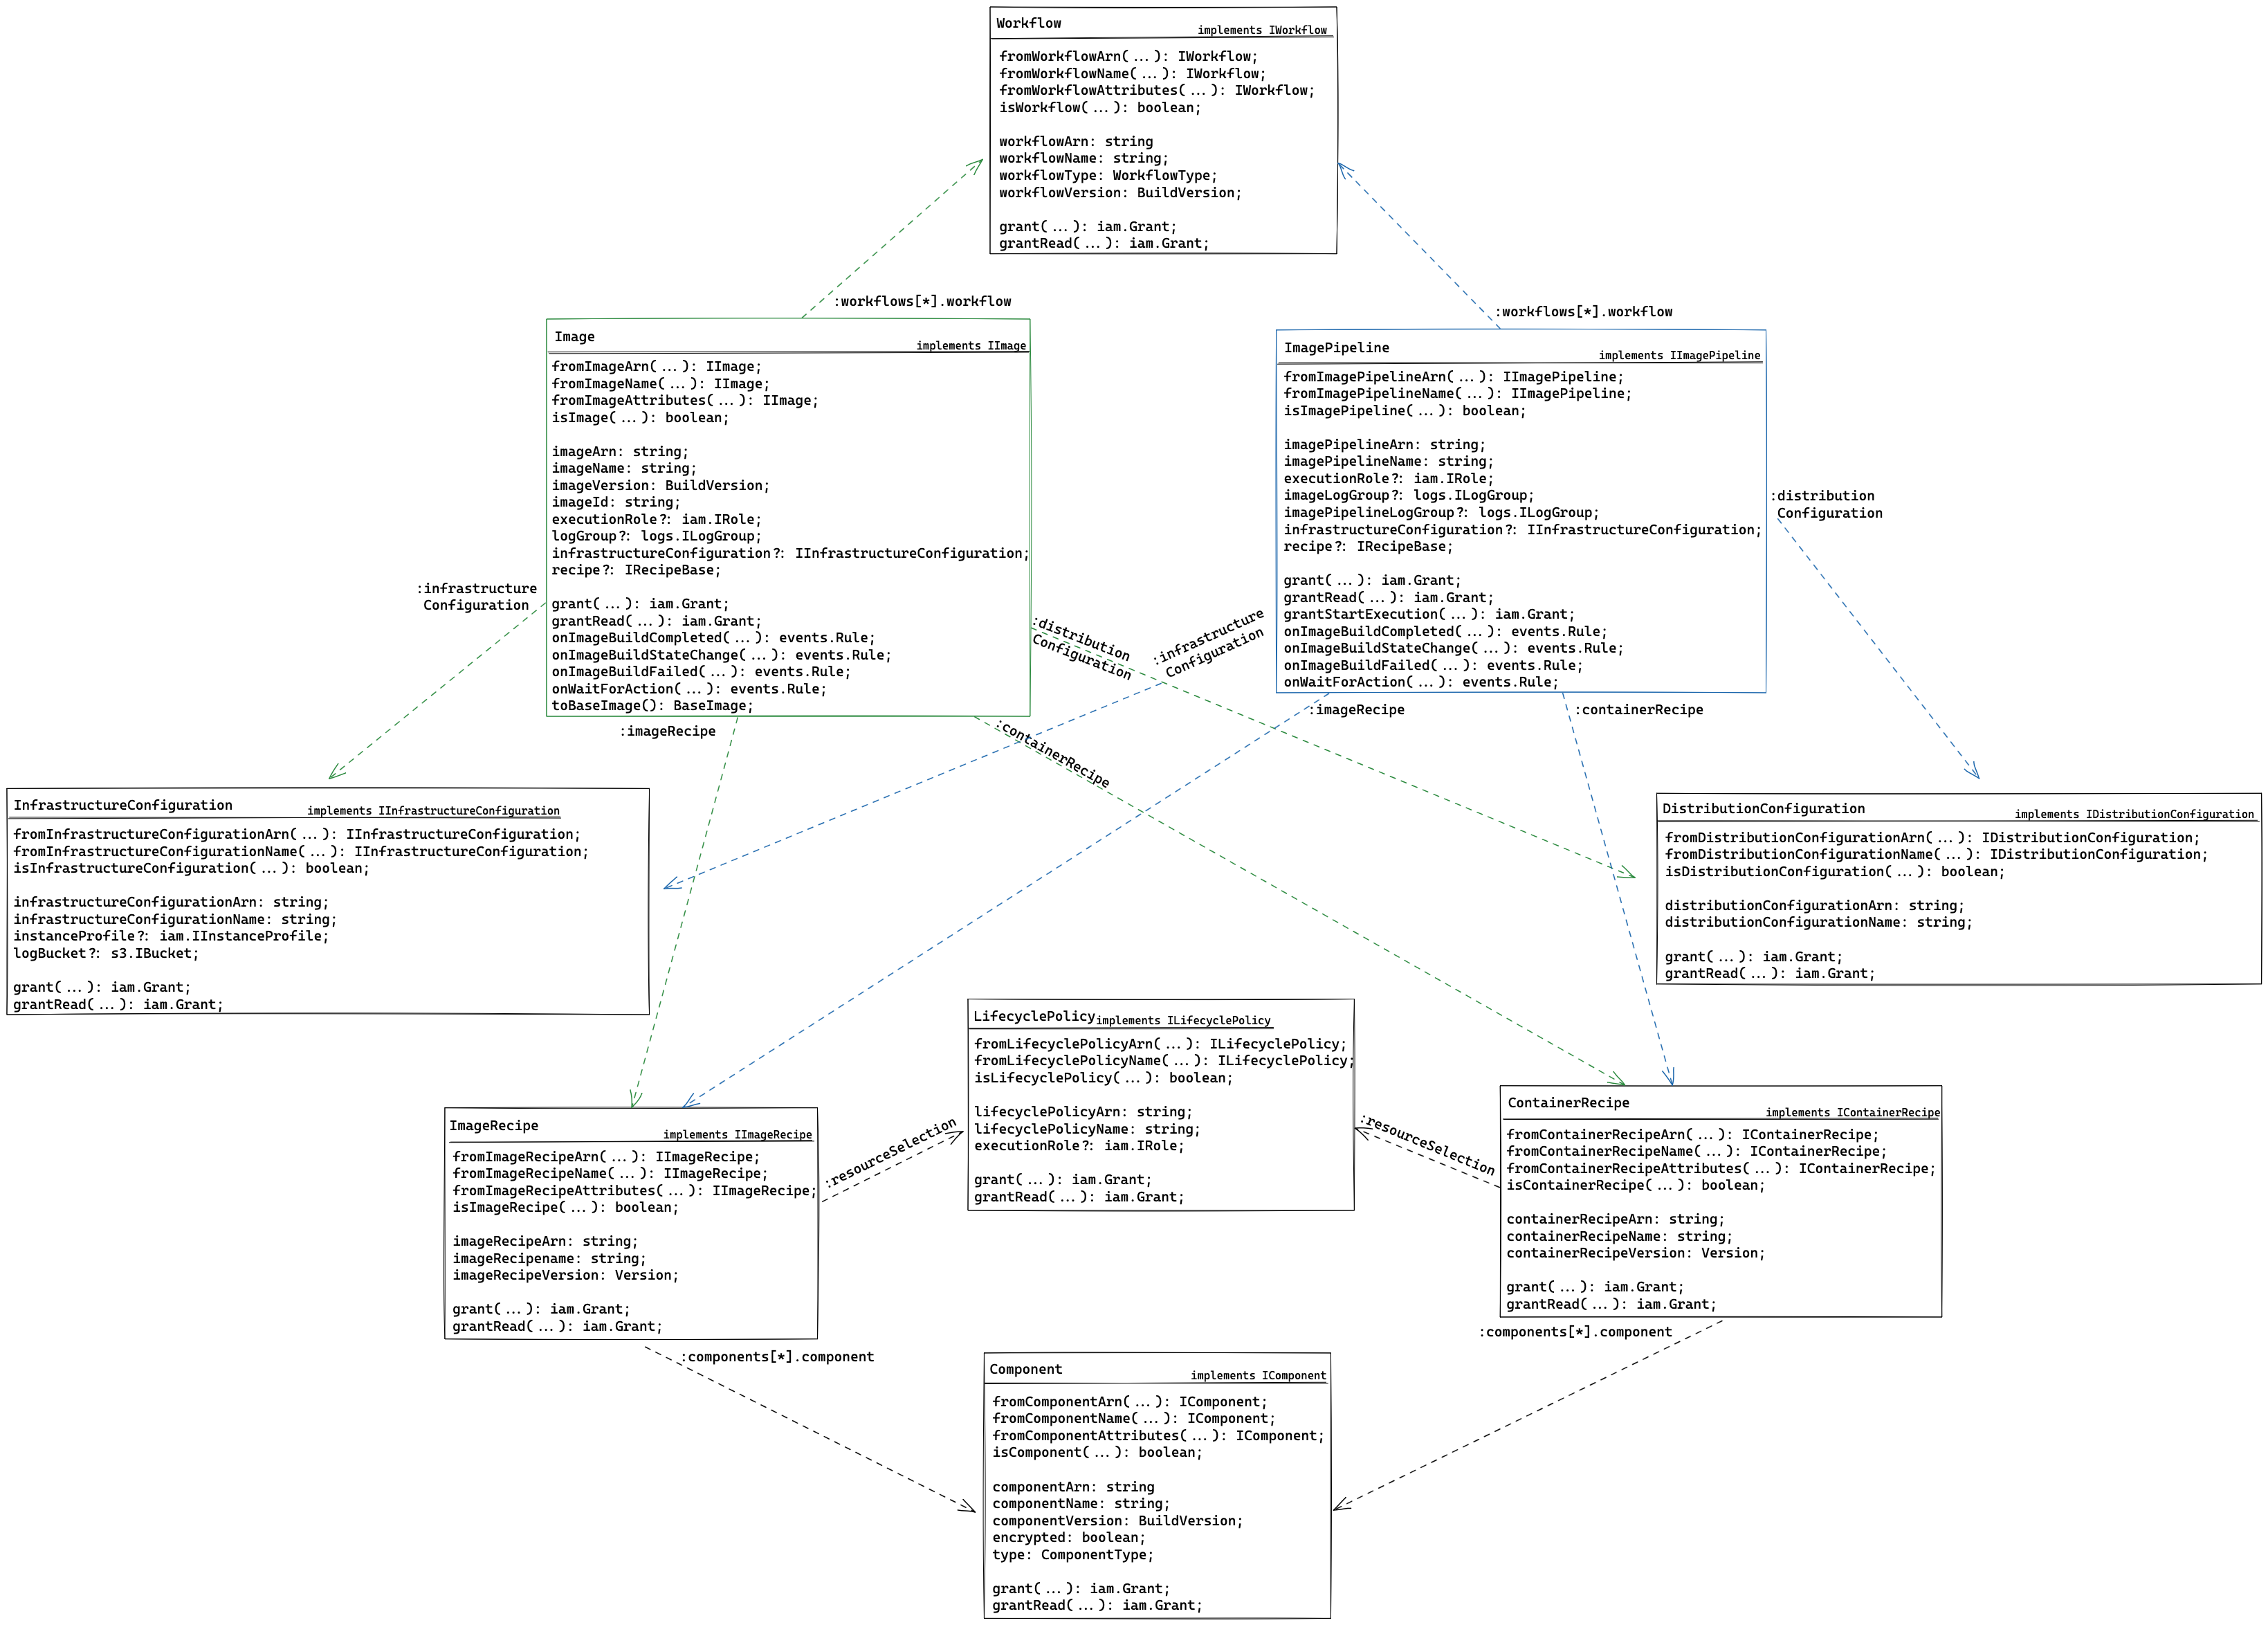 Workflow
implements IWorkflow
fromWorkflowArn(...): IWorkflow;
fromWorkflowName(...): IWorkflow;
fromWorkflowAttributes(...): IWorkflow;
isWorkflow(...): boolean;
workflowArn: string
workflowName: string;
workflowType: WorkflowType;
workflowVersion: BuildVersion;
grant(...): iam.Grant;
grantRead(...): iam.Grant;
:workflows[*].workflow
:workflows[*].workflow
Image
implements IImage
fromImageArn(...): IImage;
fromImageName(...): IImage;
fromImageAttributes(...): IImage;
isImage(...): boolean;
imageArn: string;
imageName: string;
imageVersion: BuildVersion;
imageId: string;
executionRole?: iam.IRole;
logGroup?: logs.ILogGroup;
infrastructureConfiguration?: IInfrastructureConfiguration;
recipe?: IRecipeBase;
grant(...): iam.Grant;
grantRead(...): iam.Grant;
onImageBuildCompleted(...): events.Rule;
onImageBuildStateChange(...): events.Rule;
onImageBuildFailed(...): events.Rule;
onWaitForAction(...): events.Rule;
toBaseImage(): BaseImage;
ImagePipeline
implements IImagePipeline
fromImagePipelineArn(...): IImagePipeline;
fromImagePipelineName(...): IImagePipeline;
isImagePipeline(...): boolean;
imagePipelineArn: string;
imagePipelineName: string;
executionRole?: iam.IRole;
imageLogGroup?: logs.ILogGroup;
imagePipelineLogGroup?: logs.ILogGroup;
infrastructureConfiguration?: IInfrastructureConfiguration;
recipe?: IRecipeBase;
grant(...): iam.Grant;
grantRead(...): iam.Grant;
grantStartExecution(...): iam.Grant;
onImageBuildCompleted(...): events.Rule;
onImageBuildStateChange(...): events.Rule;
onImageBuildFailed(...): events.Rule;
onWaitForAction(...): events.Rule;
:distribution
Configuration
:infrastructure
Configuration
:distribution
Configuration
:infrastructure
Configuration
:imageRecipe
:containerRecipe
:imageRecipe
:containerRecipe
InfrastructureConfiguration
implements IInfrastructureConfiguration
fromInfrastructureConfigurationArn(...): IInfrastructureConfiguration;
fromInfrastructureConfigurationName(...): IInfrastructureConfiguration;
isInfrastructureConfiguration(...): boolean;
infrastructureConfigurationArn: string;
infrastructureConfigurationName: string;
instanceProfile?: iam.IInstanceProfile;
logBucket?: s3.IBucket;
grant(...): iam.Grant;
grantRead(...): iam.Grant;
DistributionConfiguration
implements IDistributionConfiguration
fromDistributionConfigurationArn(...): IDistributionConfiguration;
fromDistributionConfigurationName(...): IDistributionConfiguration;
isDistributionConfiguration(...): boolean;
distributionConfigurationArn: string;
distributionConfigurationName: string;
grant(...): iam.Grant;
grantRead(...): iam.Grant;
LifecyclePolicy
implements ILifecyclePolicy
fromLifecyclePolicyArn(...): ILifecyclePolicy;
fromLifecyclePolicyName(...): ILifecyclePolicy;
isLifecyclePolicy(...): boolean;
lifecyclePolicyArn: string;
lifecyclePolicyName: string;
executionRole?: iam.IRole;
grant(...): iam.Grant;
grantRead(...): iam.Grant;
:resourceSelection
:resourceSelection
ImageRecipe
implements IImageRecipe
fromImageRecipeArn(...): IImageRecipe;
fromImageRecipeName(...): IImageRecipe;
fromImageRecipeAttributes(...): IImageRecipe;
isImageRecipe(...): boolean;
imageRecipeArn: string;
imageRecipename: string;
imageRecipeVersion: Version;
grant(...): iam.Grant;
grantRead(...): iam.Grant;
ContainerRecipe
implements IContainerRecipe
fromContainerRecipeArn(...): IContainerRecipe;
fromContainerRecipeName(...): IContainerRecipe;
fromContainerRecipeAttributes(...): IContainerRecipe;
isContainerRecipe(...): boolean;
containerRecipeArn: string;
containerRecipeName: string;
containerRecipeVersion: Version;
grant(...): iam.Grant;
grantRead(...): iam.Grant;
:components[*].component
:components[*].component
Component
implements IComponent
fromComponentArn(...): IComponent;
fromComponentName(...): IComponent;
fromComponentAttributes(...): IComponent;
isComponent(...): boolean;
componentArn: string
componentName: string;
componentVersion: BuildVersion;
encrypted: boolean;
type: ComponentType;
grant(...): iam.Grant;
grantRead(...): iam.Grant;